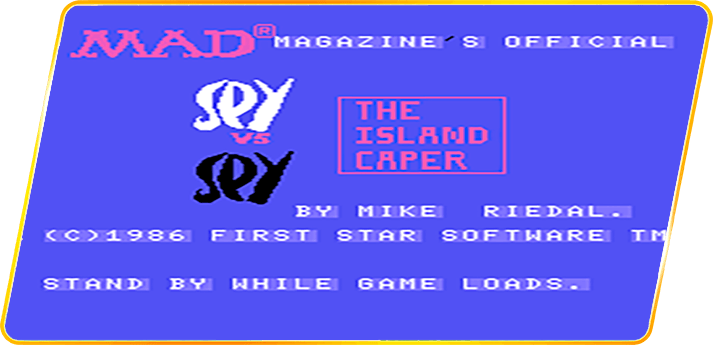 MAD® MAGAZINE'S OFFICIAL
SPY
VS
SPY
THE
ISLAND
CAPER
BY MIKE RIEDAL.
(C)1986 FIRST STAR SOFTWARE TM
STAND BY WHILE GAME LOADS.